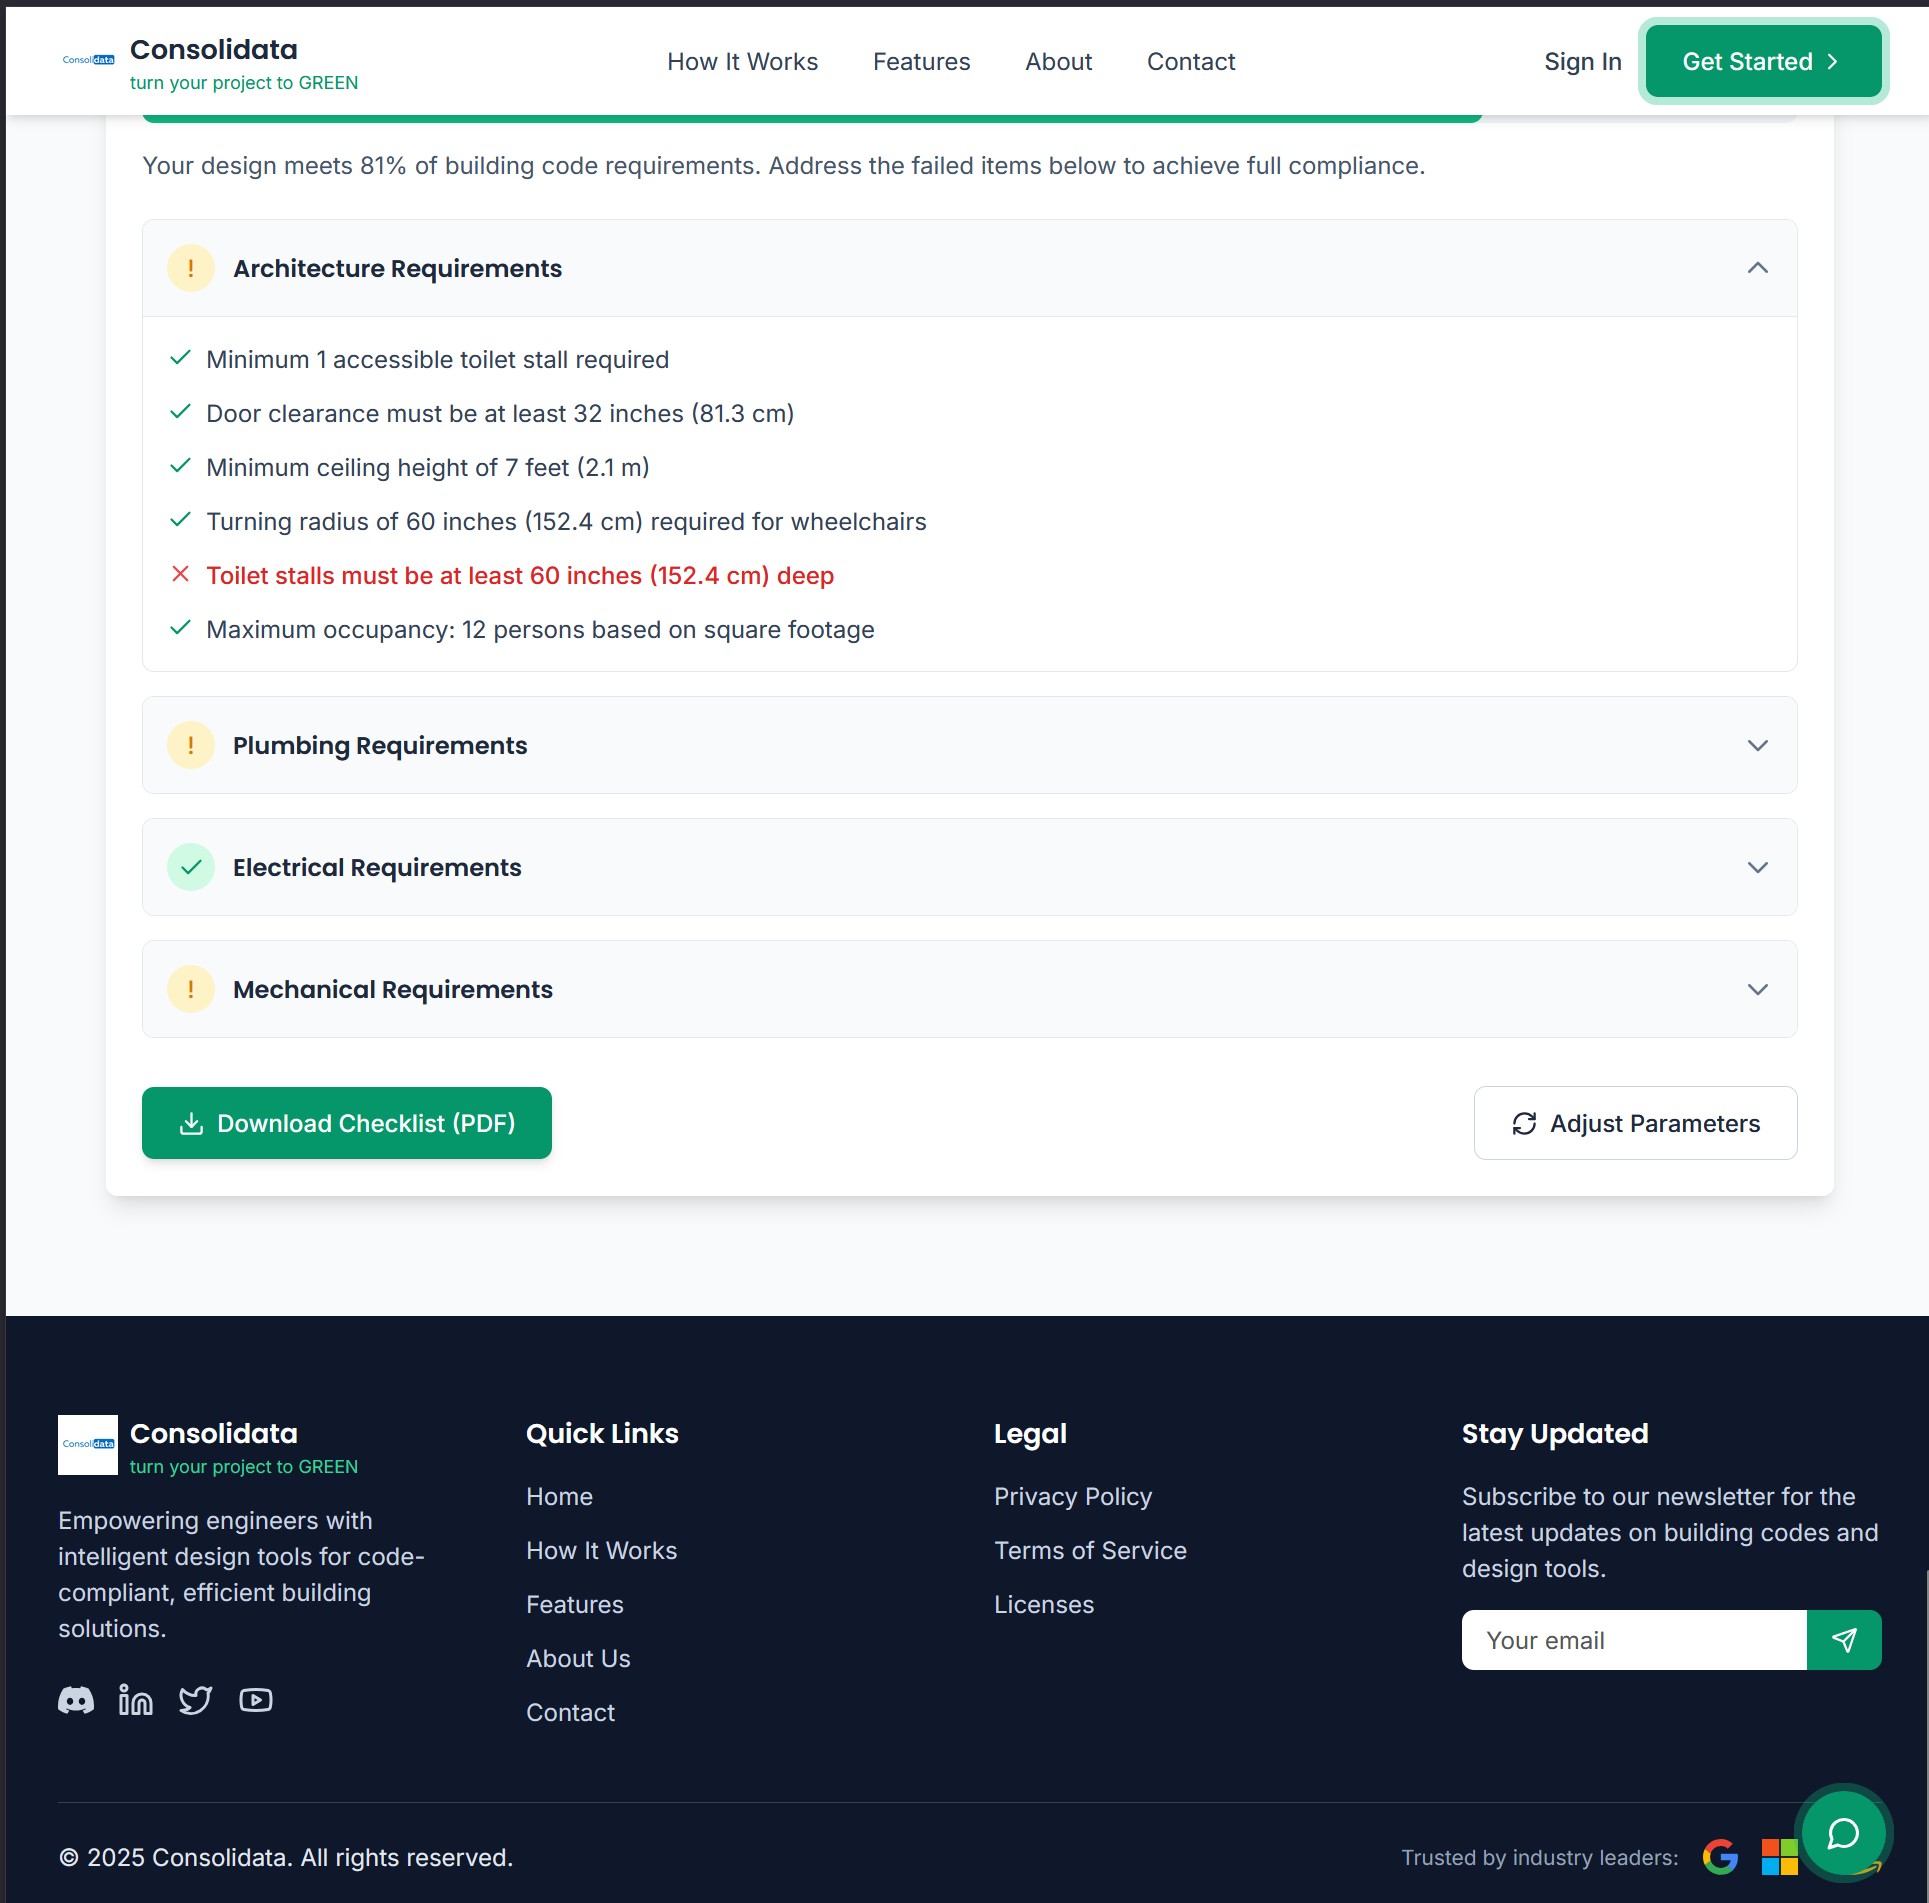 Consolidata
Consolidata
turn your project to GREEN
How It Works
Features
About
Contact
Sign In
Get Started
Your design meets 81% of building code requirements. Address the failed items below to achieve full compliance.
! Architecture Requirements
Minimum 1 accessible toilet stall required
Door clearance must be at least 32 inches (81.3 cm)
Minimum ceiling height of 7 feet (2.1 m)
Turning radius of 60 inches (152.4 cm) required for wheelchairs
Toilet stalls must be at least 60 inches (152.4 cm) deep
Maximum occupancy: 12 persons based on square footage
! Plumbing Requirements
Electrical Requirements
! Mechanical Requirements
Download Checklist (PDF)
Adjust Parameters
Consolidata
Consolidata
turn your project to GREEN
Empowering engineers with
intelligent design tools for code-
compliant, efficient building
solutions.
Quick Links
Home
How It Works
Features
About Us
Contact
Legal
Privacy Policy
Terms of Service
Licenses
Stay Updated
Subscribe to our newsletter for the
latest updates on building codes and
design tools.
Your email
© 2025 Consolidata. All rights reserved.
Trusted by industry leaders: